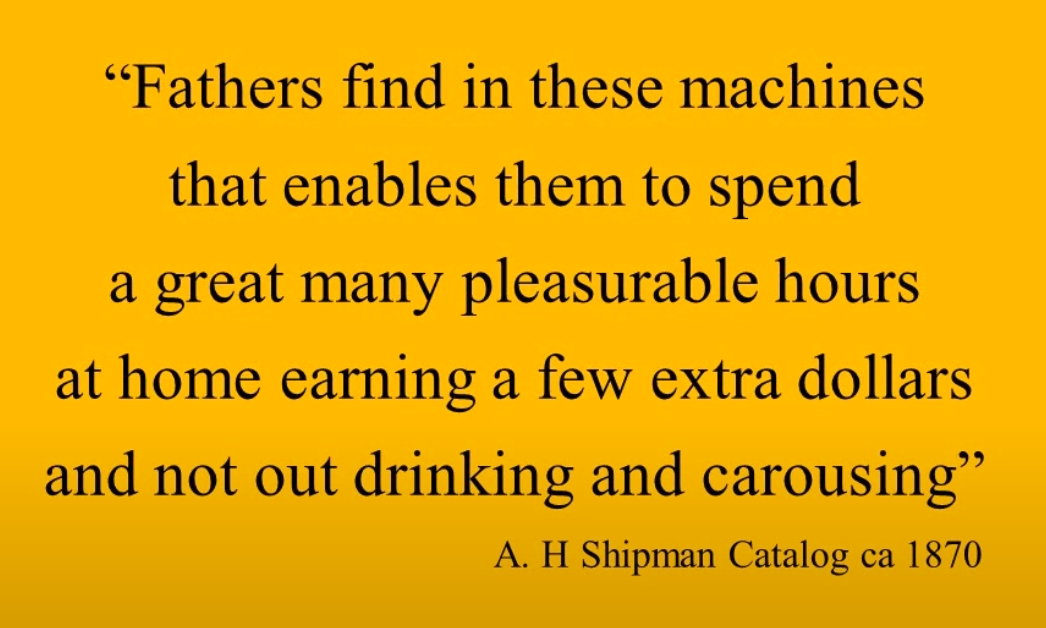 “Fathers find in these machines
that enables them to spend
a great many pleasurable hours
at home earning a few extra dollars
and not out drinking and carousing”
A. H Shipman Catalog ca 1870